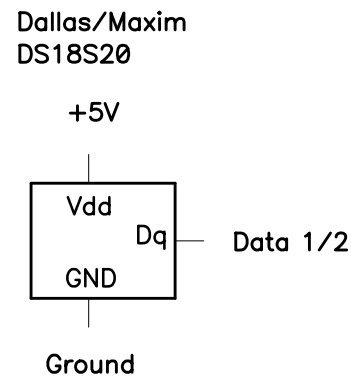 Dallas/Maxim
DS18S20
+5V
Vdd
Dq
Data 1/2
GND
Ground